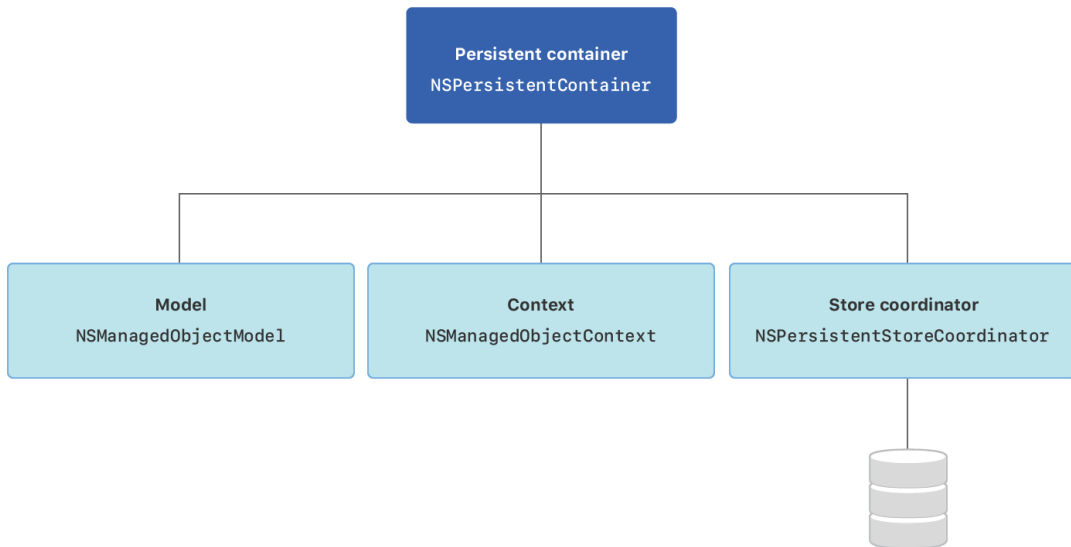 Persistent container
NSPersistentContainer
Model
NSManagedObjectModel
Context
NSManagedObjectContext
Store coordinator
NSPersistentStoreCoordinator